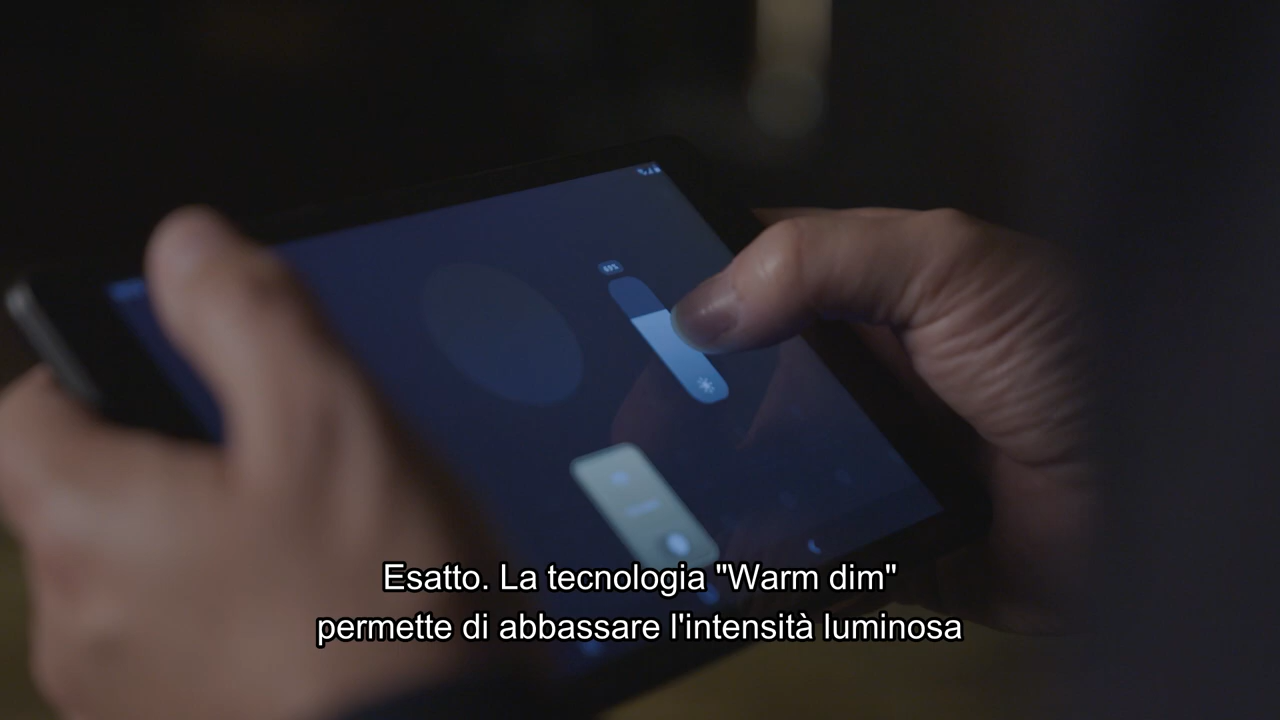 Esatto. La tecnologia "Warm dim"
permette di abbassare l'intensità luminosa